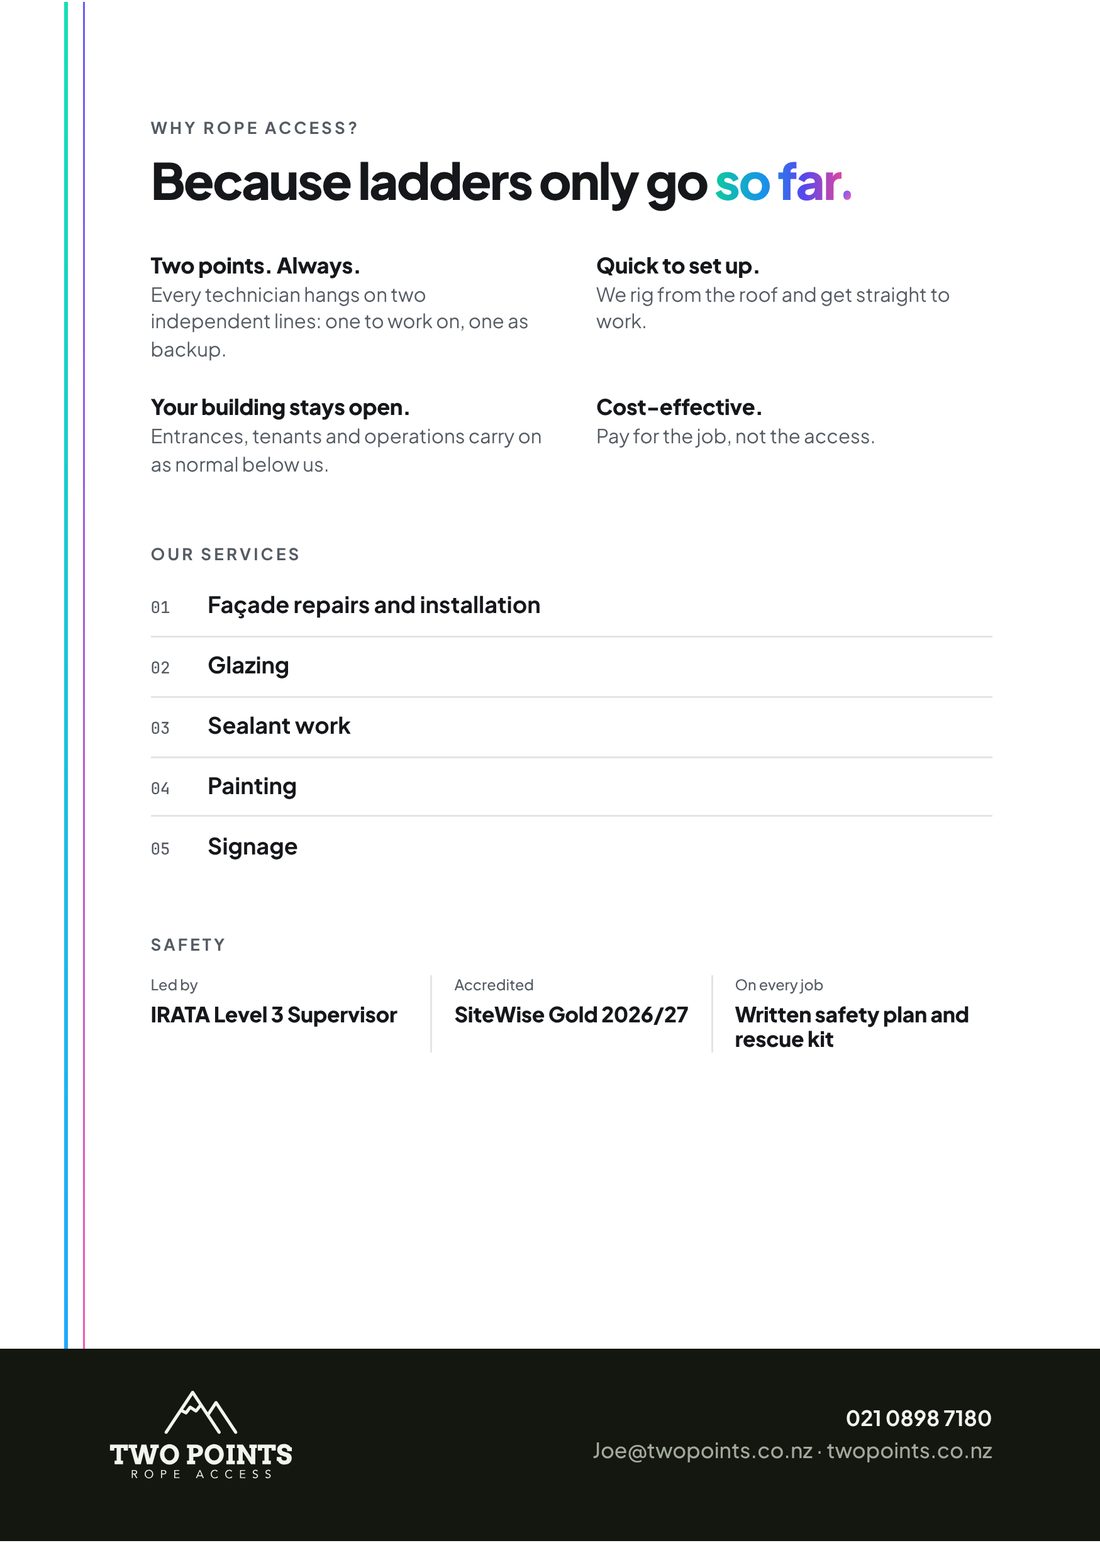 WHY ROPE ACCESS?
Because ladders only go so far.
Two points. Always.
Every technician hangs on two
independent lines: one to work on, one as
backup.
Quick to set up.
We rig from the roof and get straight to
work.
Your building stays open.
Entrances, tenants and operations carry on
as normal below us.
Cost-effective.
Pay for the job, not the access.
OUR SERVICES
01 Façade repairs and installation
02 Glazing
03 Sealant work
04 Painting
05 Signage
SAFETY
Led by
IRATA Level 3 Supervisor
Accredited
SiteWise Gold 2026/27
On every job
Written safety plan and
rescue kit
TWO POINTS
ROPE ACCESS
021 0898 7180
Joe@twopoints.co.nz · twopoints.co.nz